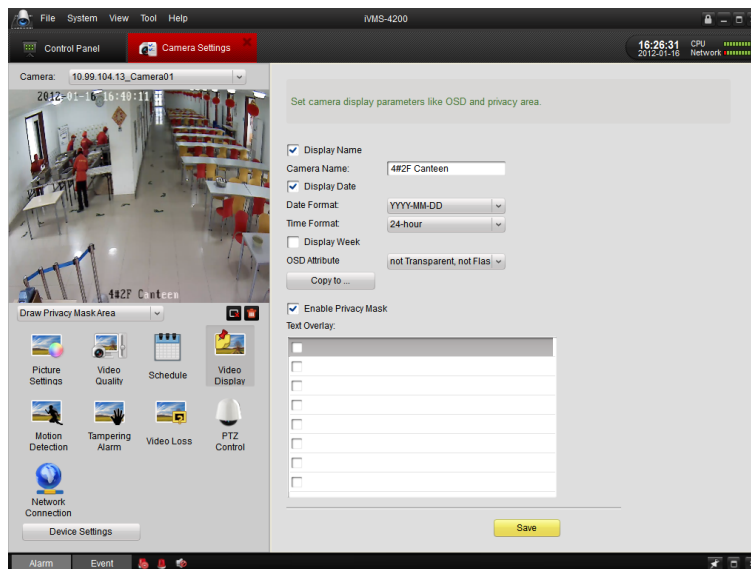 File System View Tool Help iVMS-4200
Control Panel Camera Settings 16:26:31 CPU
2012-01-16 Network
Camera: 10.99.104.13_Camera01
2012-01-16 16:40:11
4#2F Canteen
Draw Privacy Mask Area
Picture Settings
Video Quality
Schedule
Video Display
Motion Detection
Tampering Alarm
Video Loss
PTZ Control
Network Connection
Device Settings
Set camera display parameters like OSD and privacy area.
Display Name
Camera Name: 4#2F Canteen
Display Date
Date Format: YYYY-MM-DD
Time Format: 24-hour
Display Week
OSD Attribute not Transparent, not Flas
Copy to ...
Enable Privacy Mask
Text Overlay:
Save
Alarm Event